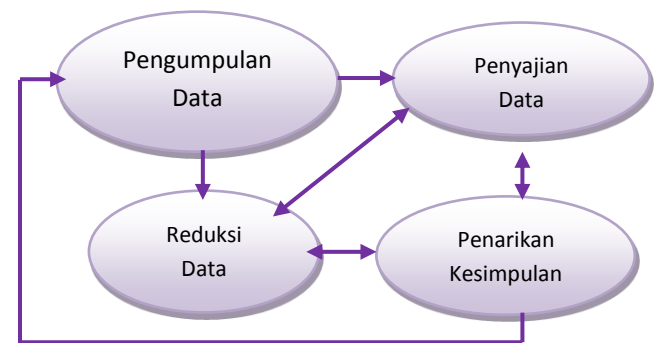 Pengumpulan
Data
Penyajian
Data
Reduksi
Data
Penarikan
Kesimpulan